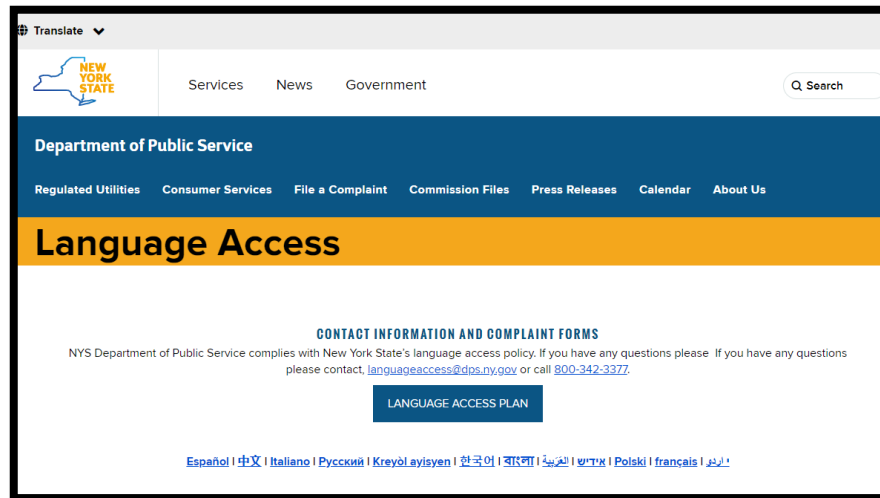 Translate
NEW
YORK
STATE
Services News Government
Search
Department of Public Service
Regulated Utilities Consumer Services File a Complaint Commission Files Press Releases Calendar About Us
Language Access
CONTACT INFORMATION AND COMPLAINT FORMS
NYS Department of Public Service complies with New York State's language access policy. If you have any questions please If you have any questions
please contact, languageaccess@dps.ny.gov or call 800-342-3377.
LANGUAGE ACCESS PLAN
Español | 中文 | Italiano | Русский | Kreyòl ayisyen | 한국어 | বাংলা | العَرَبِيةُ | אידיש | Polski | français | اردو